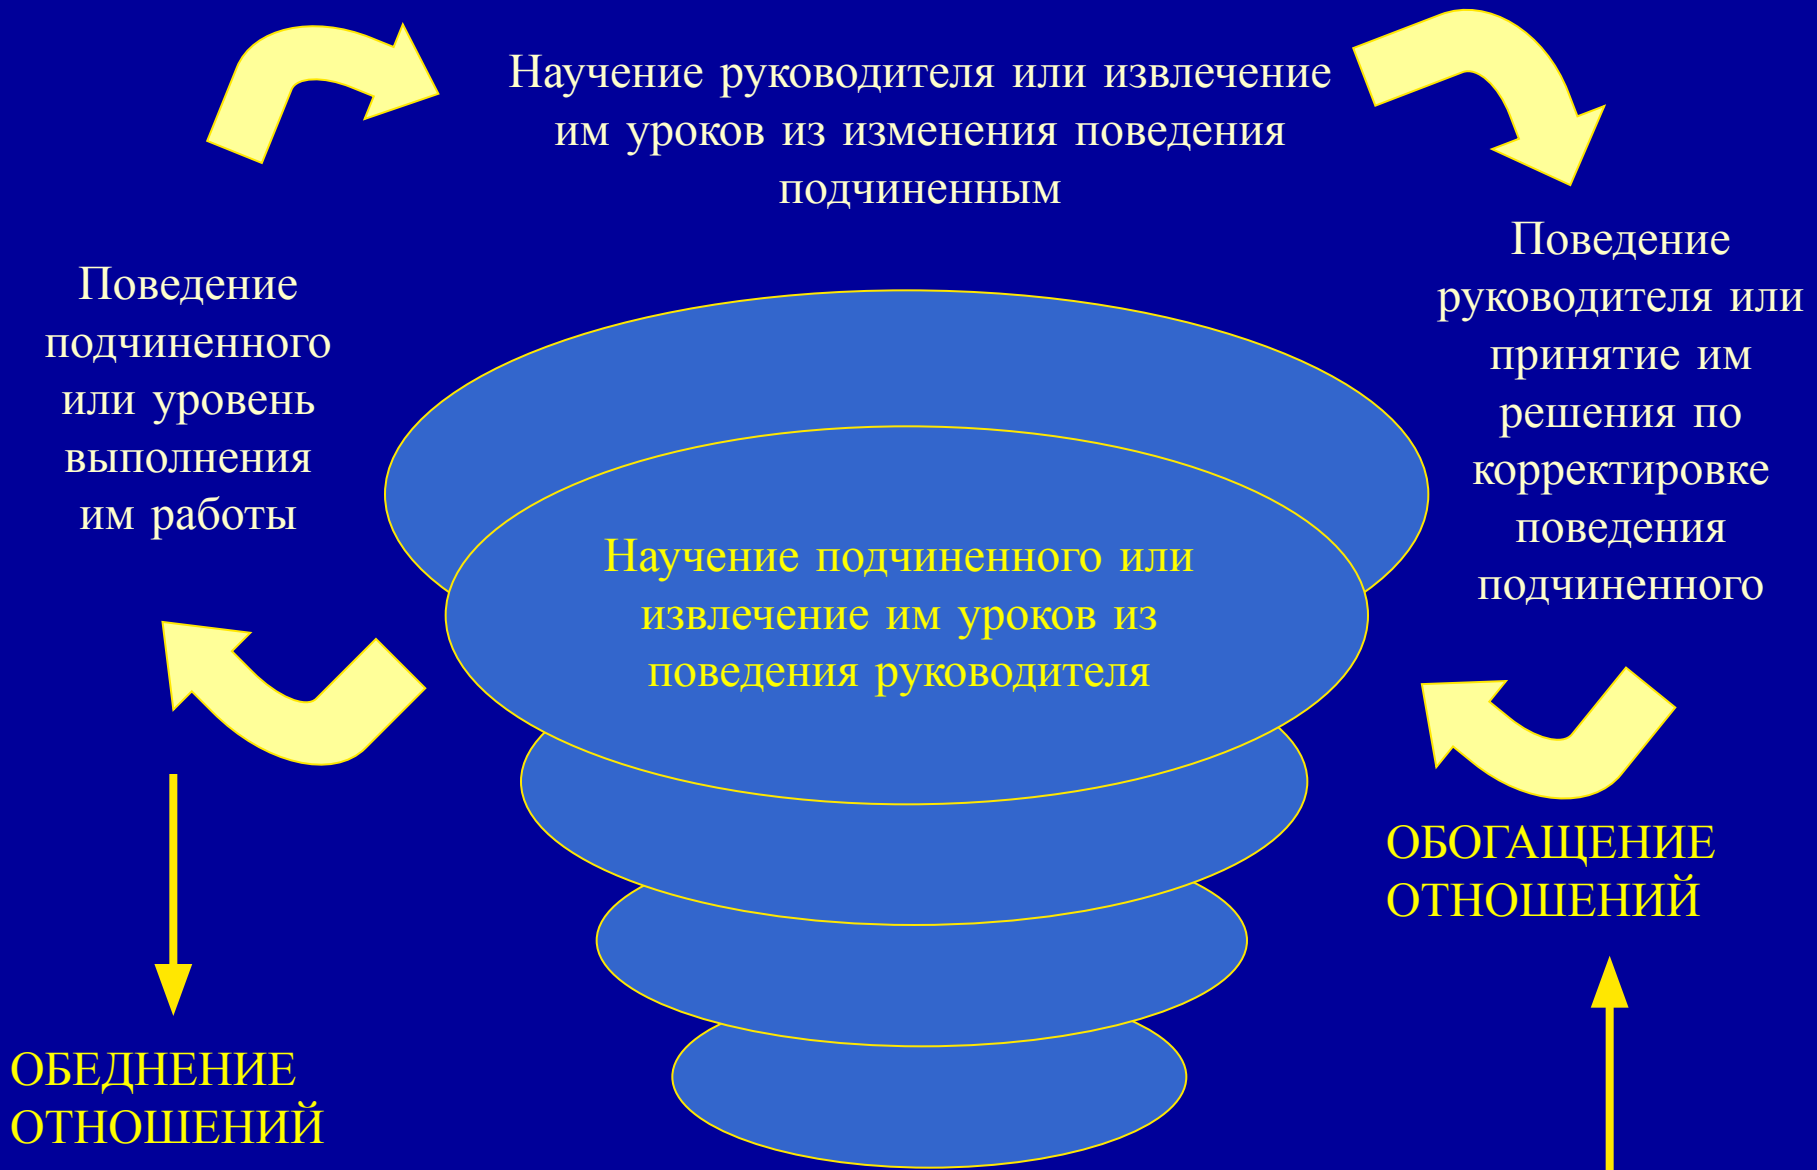 Научение руководителя или извлечение
им уроков из изменения поведения
подчиненным
Поведение
подчиненного
или уровень
выполнения
им работы
Поведение
руководителя или
принятие им
решения по
корректировке
поведения
подчиненного
Научение подчиненного или
извлечение им уроков из
поведения руководителя
ОБОГАЩЕНИЕ
ОТНОШЕНИЙ
ОБЕДНЕНИЕ
ОТНОШЕНИЙ